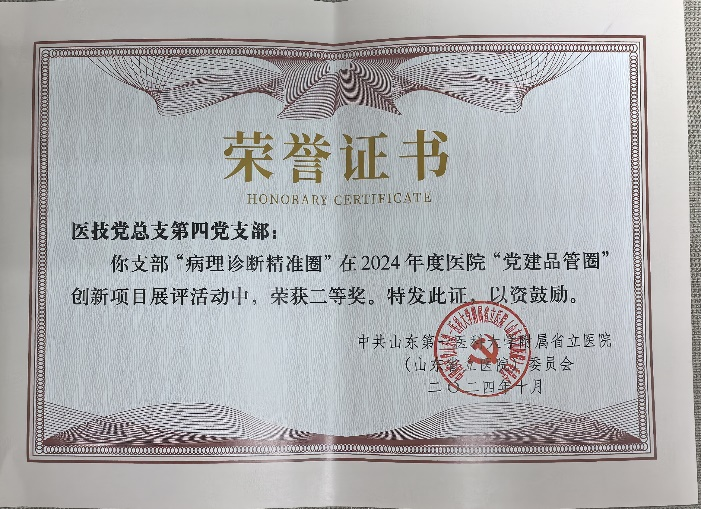 荣誉证书
HONORARY CERTIFICATE
医技党总支第四党支部：
你支部“病理诊断精准圈”在2024年度医院“党建品管圈”
创新项目展评活动中，荣获二等奖。特发此证，以资鼓励。
中共山东第一医科大学附属省立医院
（山东省立医院）委员会
二〇二四年十月